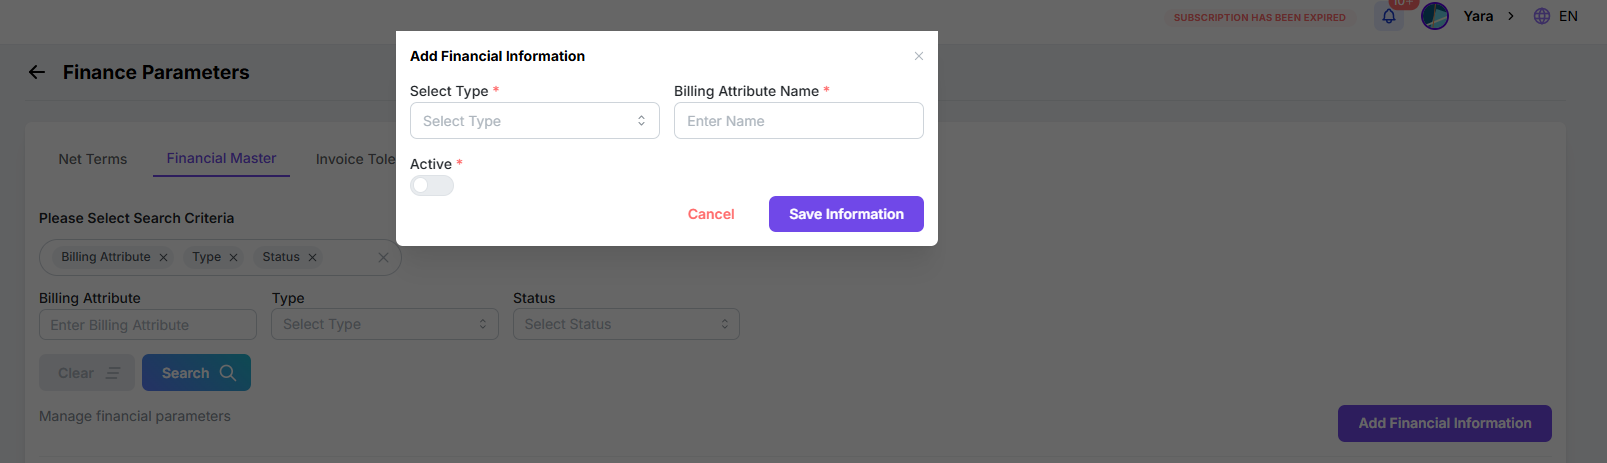 SUBSCRIPTION HAS BEEN EXPIRED
10+
Yara
EN
Finance Parameters
Add Financial Information
Select Type *
Billing Attribute Name *
Select Type
Enter Name
Active *
Cancel
Save Information
Net Terms
Financial Master
Invoice Tole
Please Select Search Criteria
Billing Attribute
Type
Status
Billing Attribute
Type
Status
Enter Billing Attribute
Select Type
Select Status
Clear
Search
Manage financial parameters
Add Financial Information